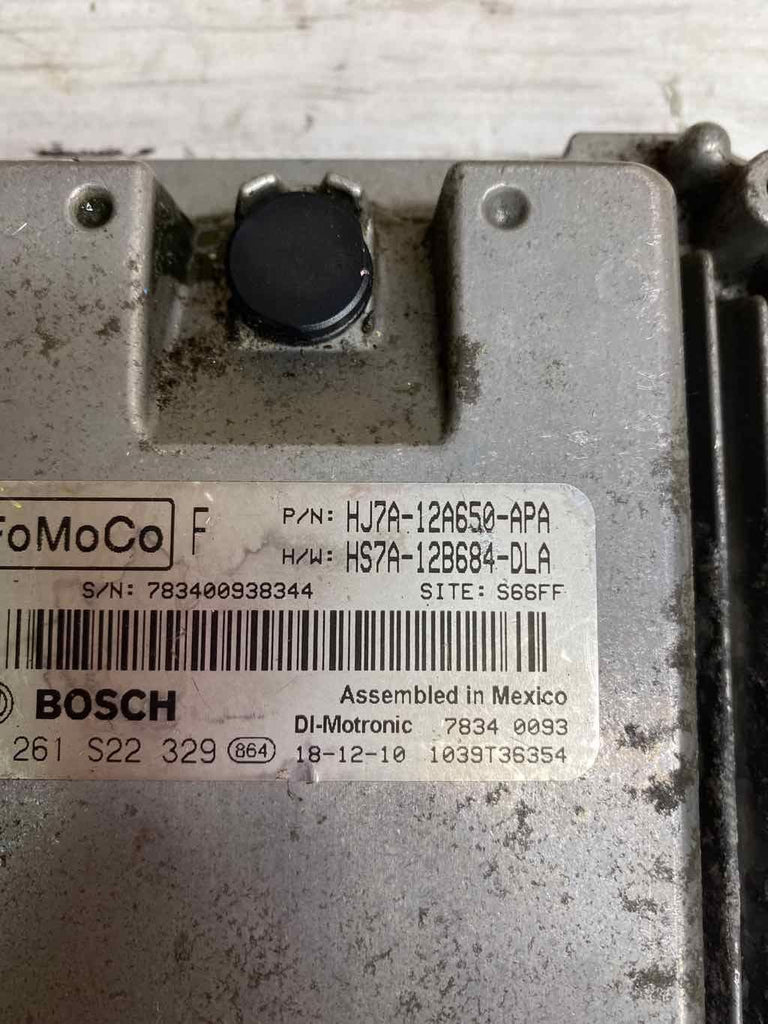 FoMoCo F P/N: HJ7A-12A650-APA
H/W: HS7A-12B684-DLA
S/N: 783400938344 SITE: S66FF
BOSCH Assembled in Mexico
DI-Motronic 7834 0093
261 S22 329 864 18-12-10 1039T36354